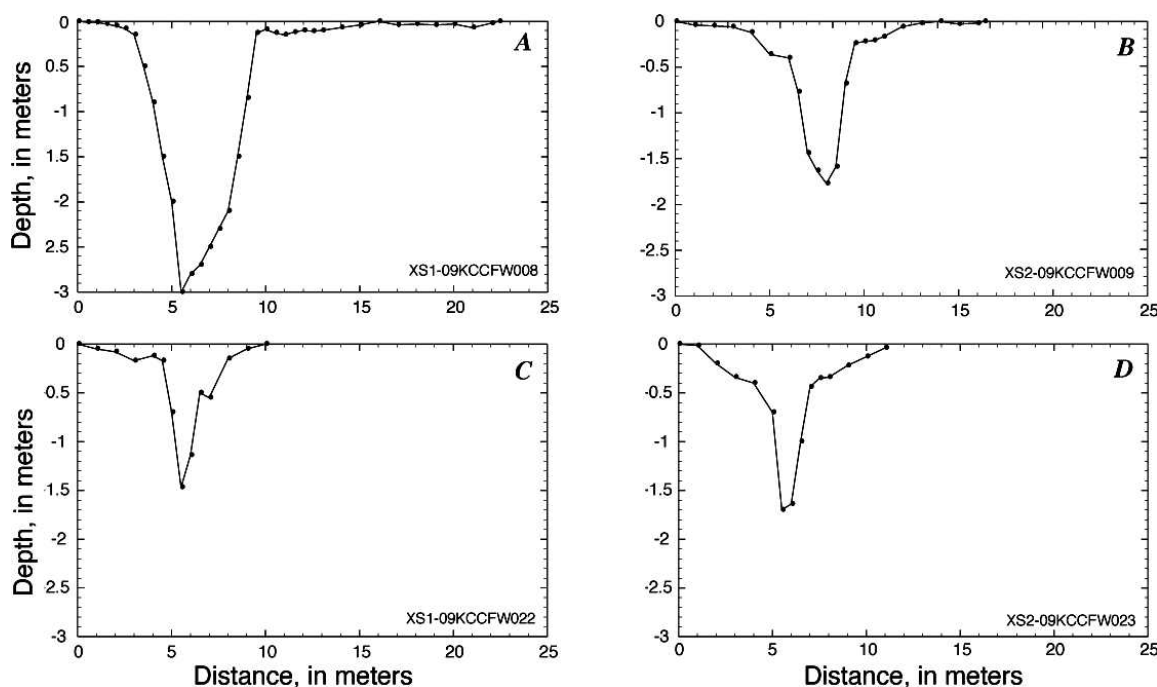 0
0.5
-1
-1.5
-2
2.5
-3
Depth, in meters
A
XS1-09KCCFW008
0 5 10 15 20 25
0
-0.5
-1
-1.5
-2
-2.5
-3
B
XS2-09KCCFW009
0 5 10 15 20 25
0
-0.5
-1
-1.5
-2
-2.5
-3
Depth, in meters
C
XS1-09KCCFW022
0 5 10 15 20 25
Distance, in meters
0
-0.5
-1
-1.5
-2
-2.5
-3
D
XS2-09KCCFW023
0 5 10 15 20 25
Distance, in meters